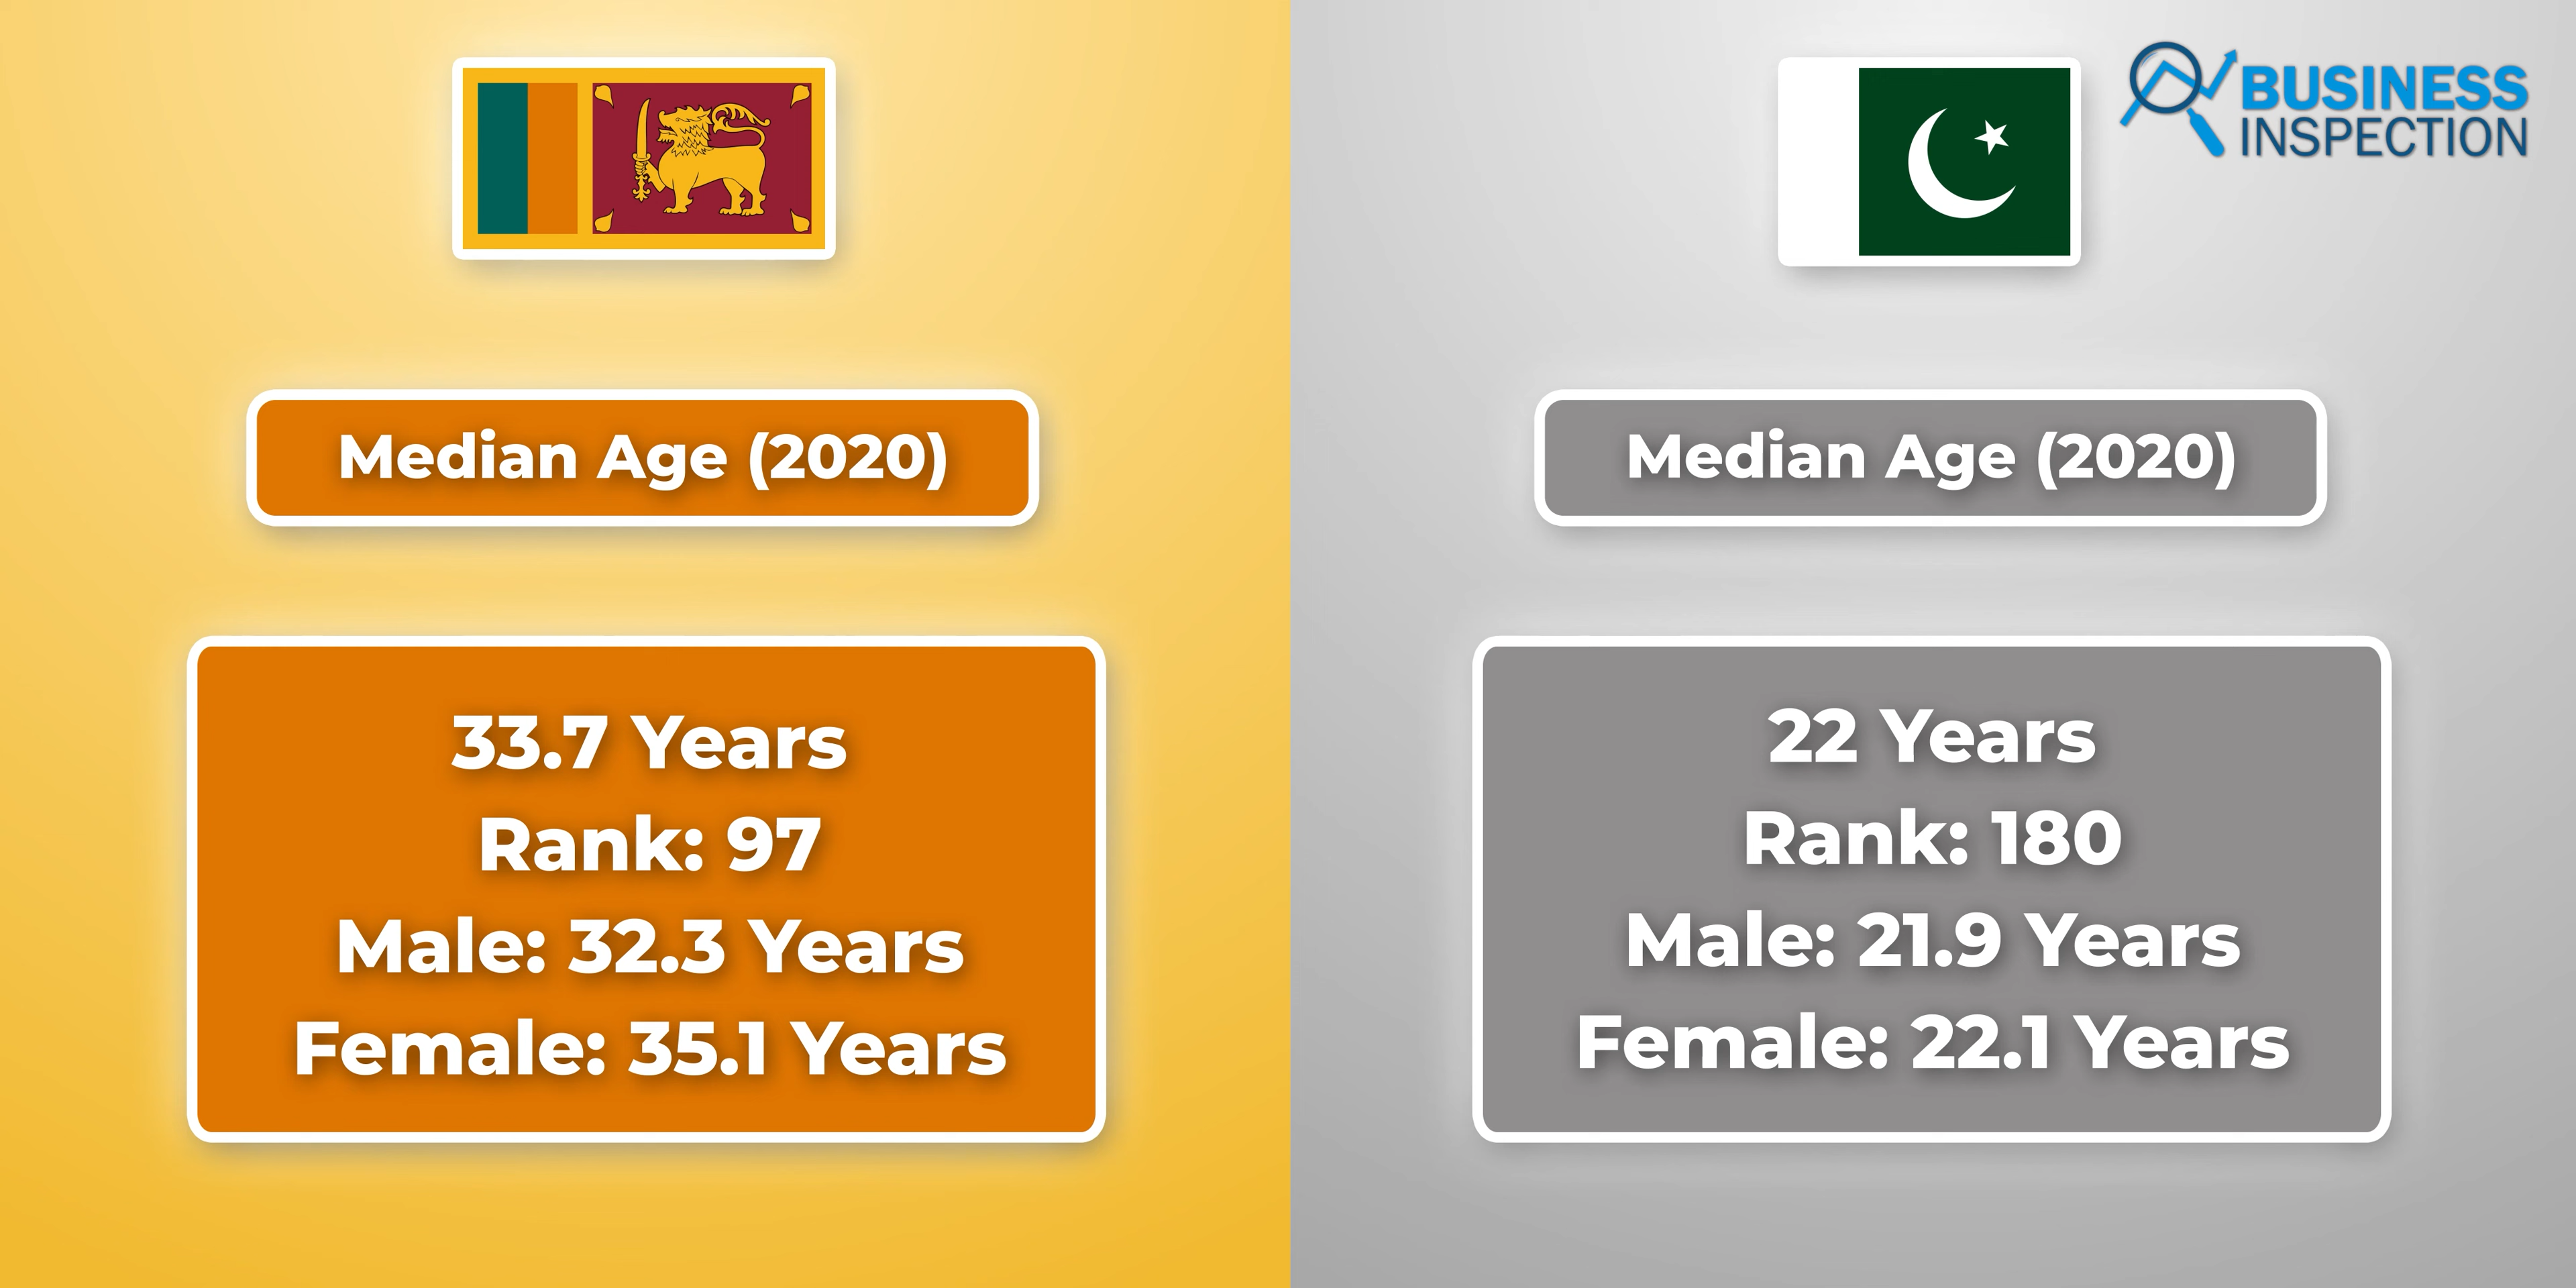 BUSINESS
INSPECTION
Median Age (2020)
33.7 Years
Rank: 97
Male: 32.3 Years
Female: 35.1 Years
Median Age (2020)
22 Years
Rank: 180
Male: 21.9 Years
Female: 22.1 Years